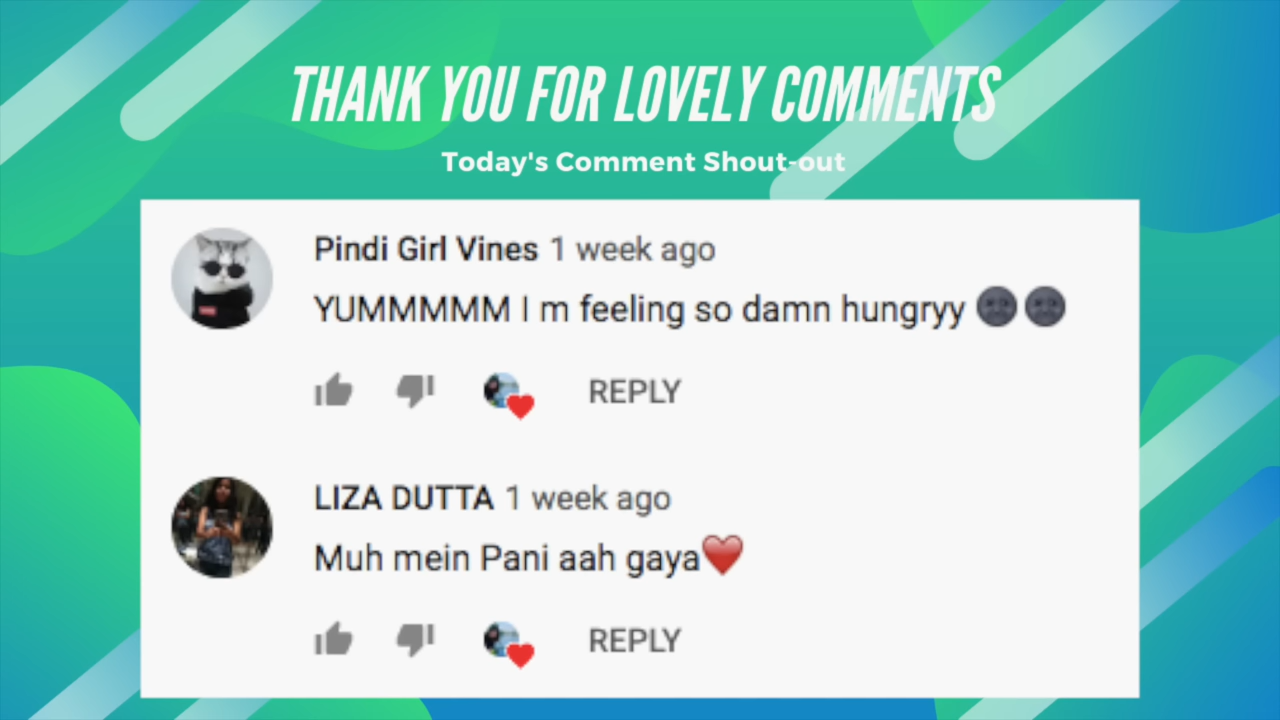 THANK YOU FOR LOVELY COMMENTS
Today's Comment Shout-out
Pindi Girl Vines 1 week ago
YUMMMMM I m feeling so damn hungryy 🌚🌚
REPLY
LIZA DUTTA 1 week ago
Muh mein Pani aah gaya❤️
REPLY